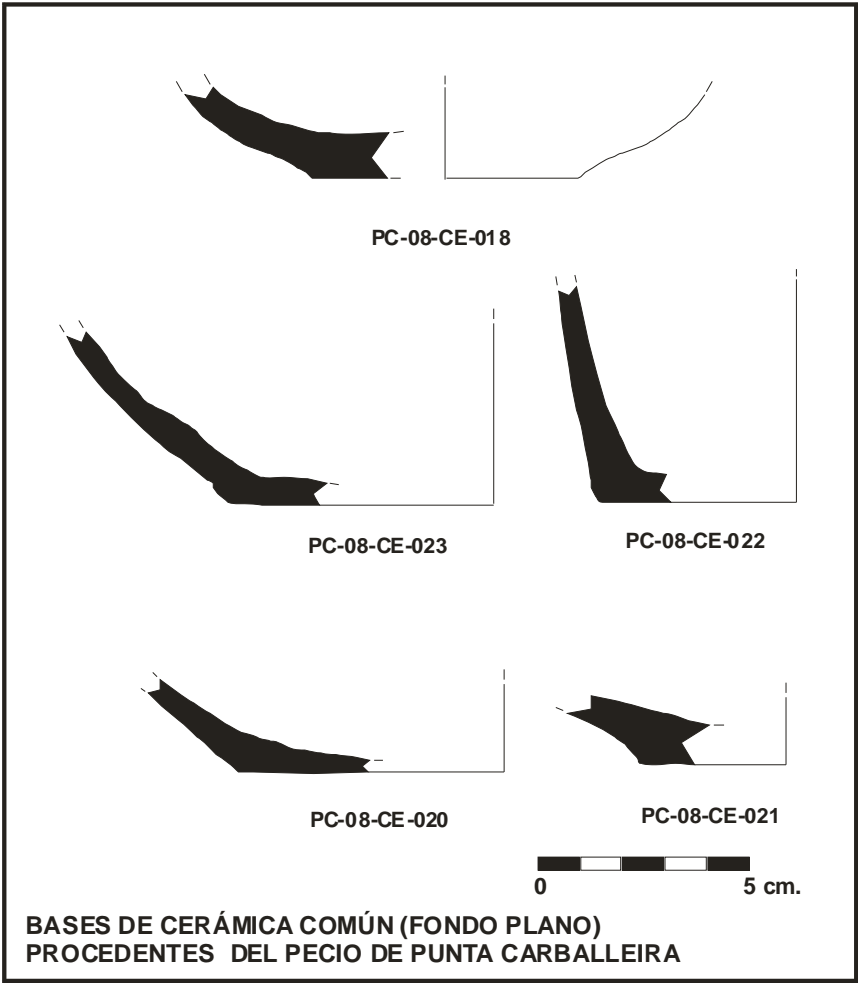 PC-08-CE-018
PC-08-CE-023
PC-08-CE-022
PC-08-CE-020
PC-08-CE-021
0 5 cm.
BASES DE CERÁMICA COMÚN (FONDO PLANO)
PROCEDENTES DEL PECIO DE PUNTA CARBALLEIRA